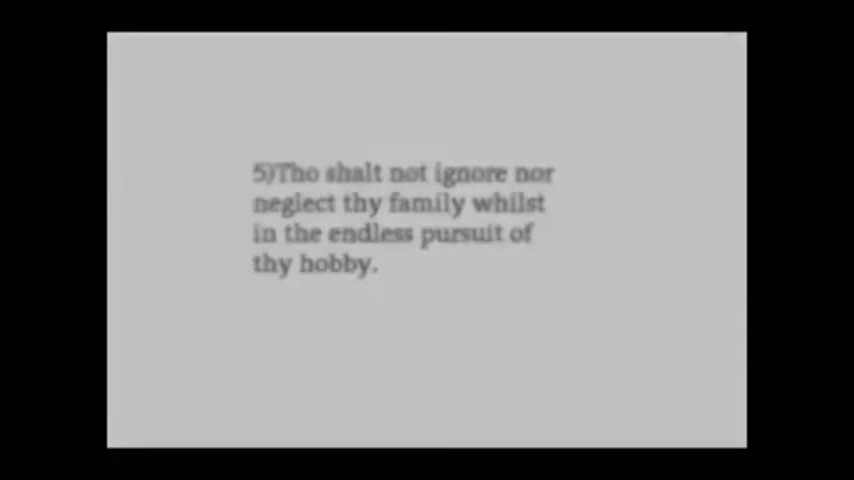 5)Tho shalt not ignore nor
neglect thy family whilst
in the endless pursuit of
thy hobby.